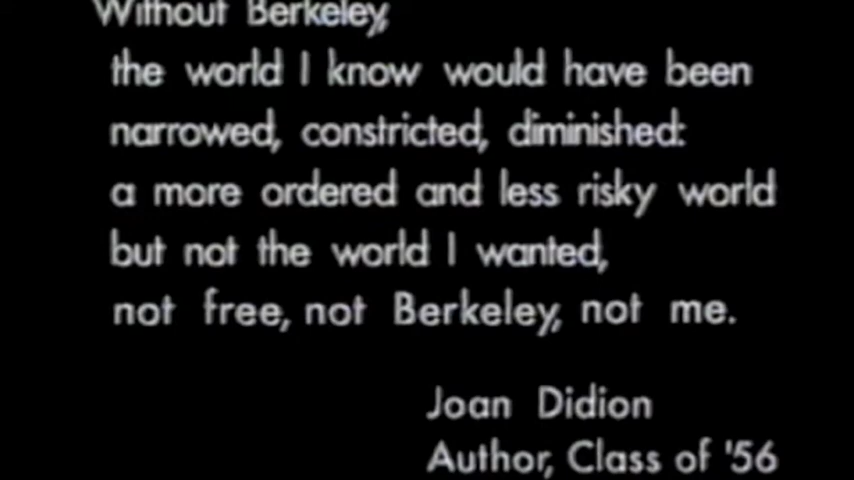 Without Berkeley,
the world I know would have been
narrowed, constricted, diminished:
a more ordered and less risky world
but not the world I wanted,
not free, not Berkeley, not me.
Joan Didion
Author, Class of '56